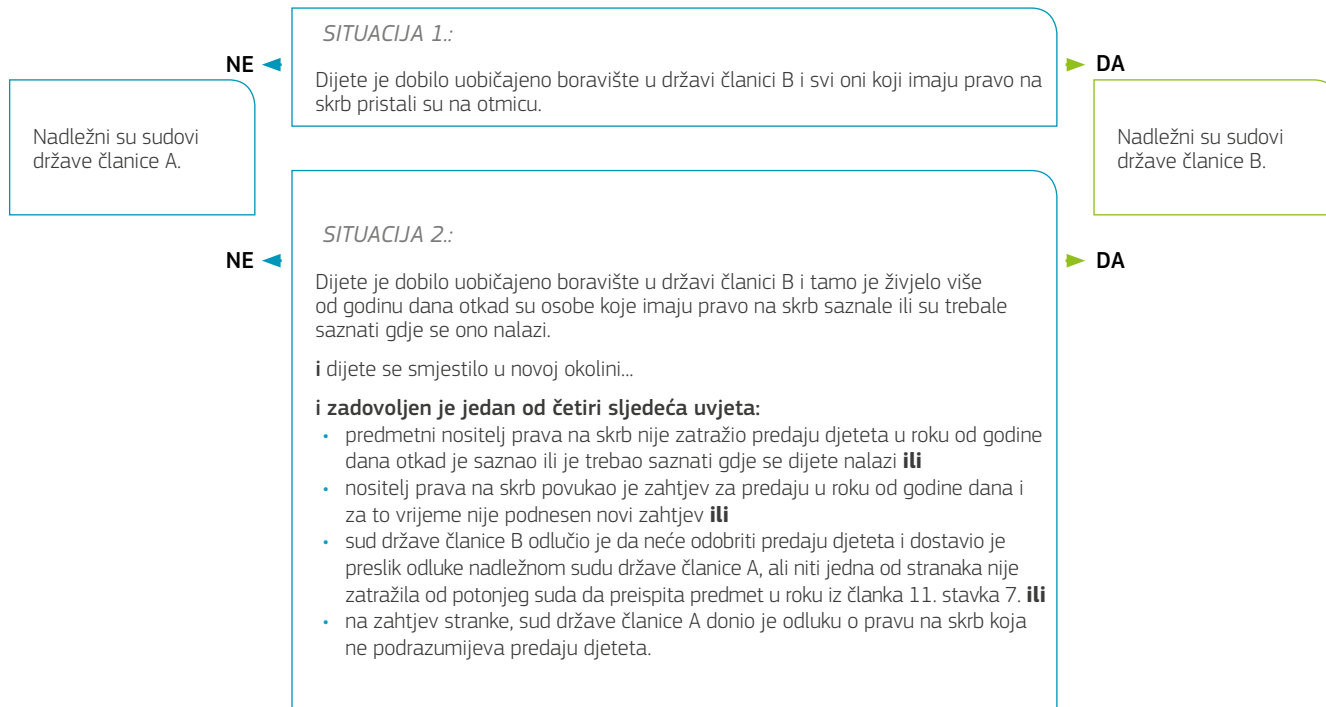 SITUACIJA 1.:
NE
DA
Dijete je dobilo uobičajeno boravište u državi članici B i svi oni koji imaju pravo na
skrb pristali su na otmicu.
Nadležni su sudovi
države članice A.
Nadležni su sudovi
države članice B.
SITUACIJA 2.:
NE
DA
Dijete je dobilo uobičajeno boravište u državi članici B i tamo je živjelo više
od godinu dana otkad su osobe koje imaju pravo na skrb saznale ili su trebale
saznati gdje se ono nalazi.
i dijete se smjestilo u novoj okolini...
i zadovoljen je jedan od četiri sljedeća uvjeta:
• predmetni nositelj prava na skrb nije zatražio predaju djeteta u roku od godine
dana otkad je saznao ili je trebao saznati gdje se dijete nalazi ili
• nositelj prava na skrb povukao je zahtjev za predaju u roku od godine dana i
za to vrijeme nije podnesen novi zahtjev ili
• sud države članice B odlučio je da neće odobriti predaju djeteta i dostavio je
preslik odluke nadležnom sudu države članice A, ali niti jedna od stranaka nije
zatražila od potonjeg suda da preispita predmet u roku iz članka 11. stavka 7. ili
• na zahtjev stranke, sud države članice A donio je odluku o pravu na skrb koja
ne podrazumijeva predaju djeteta.